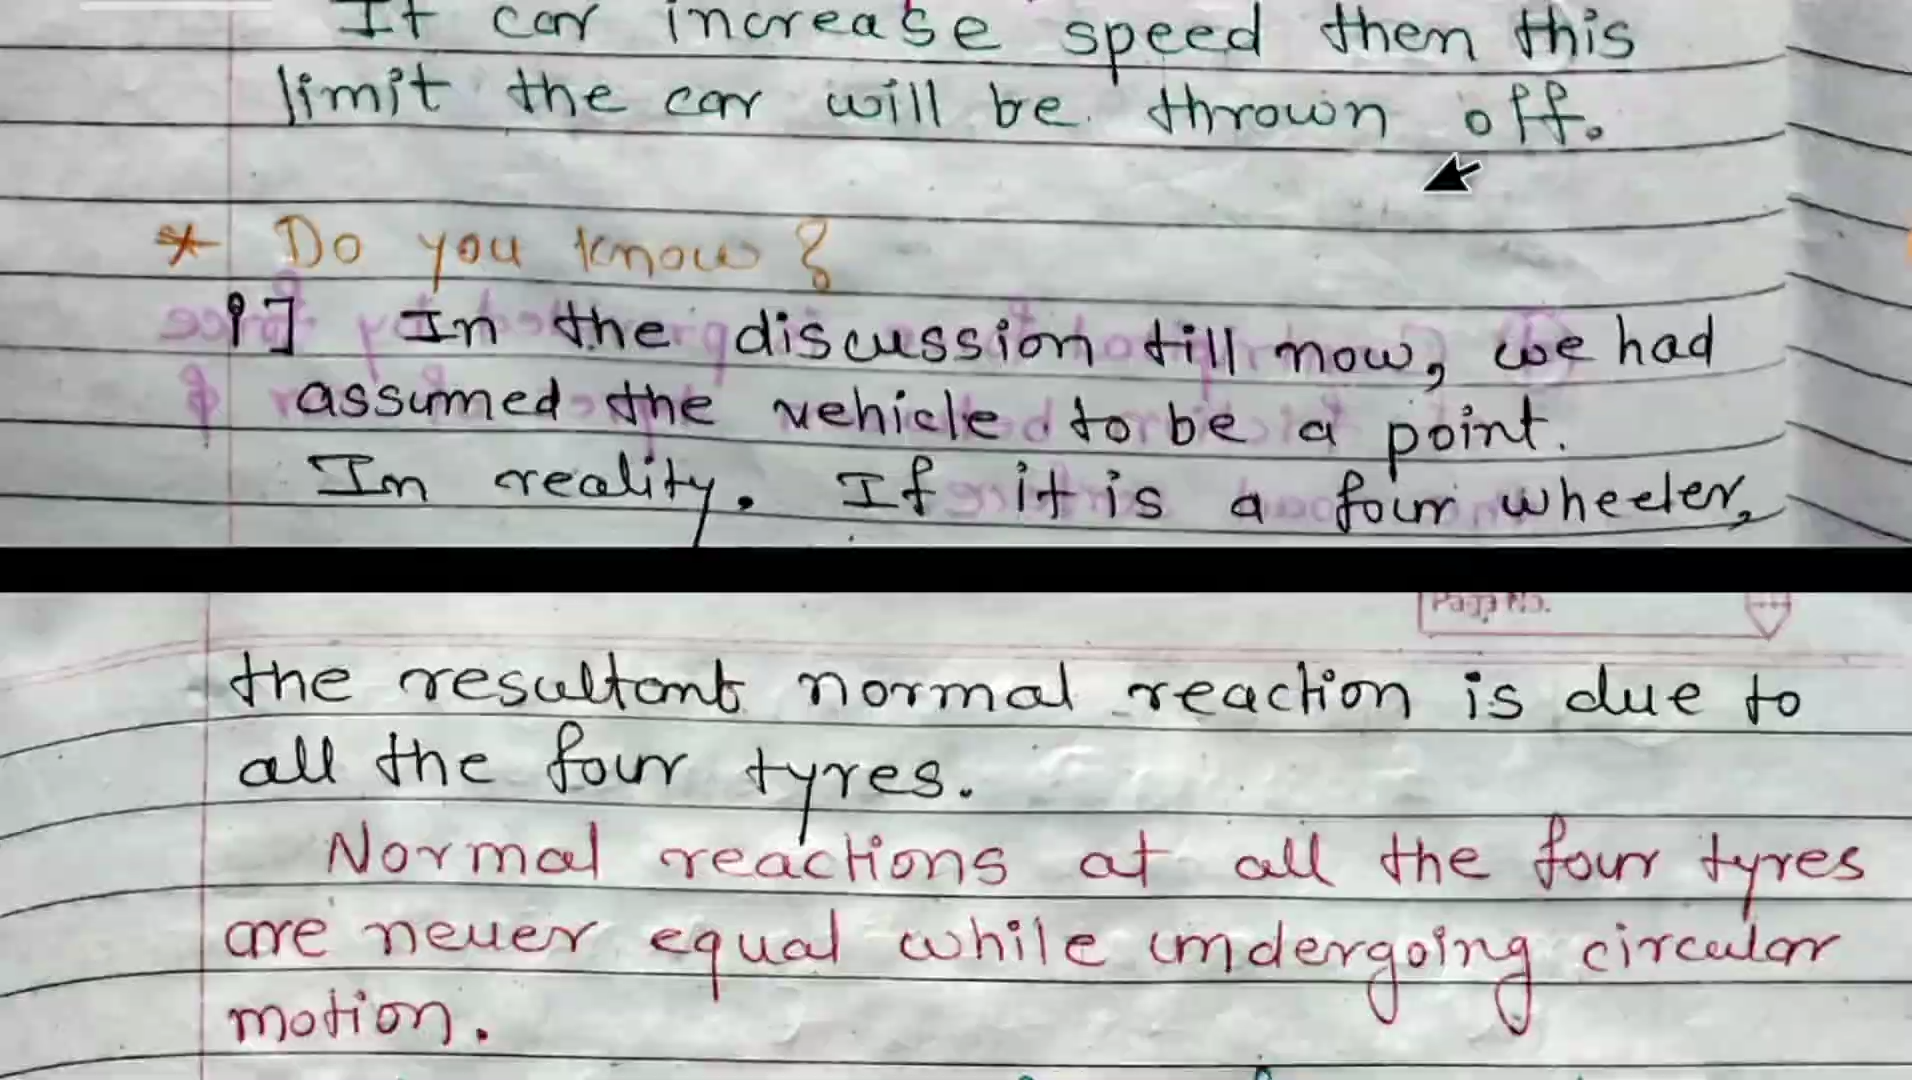 If car increase speed then this
limit the car will be thrown off.
* Do you know ?
1] In the discussion till now, we had
assumed the vehicle to be a point.
In reality. If it is a four wheeler,
Page No.
the resultant normal reaction is due to
all the four tyres.
Normal reactions at all the four tyres
are never equal while undergoing circular
motion.